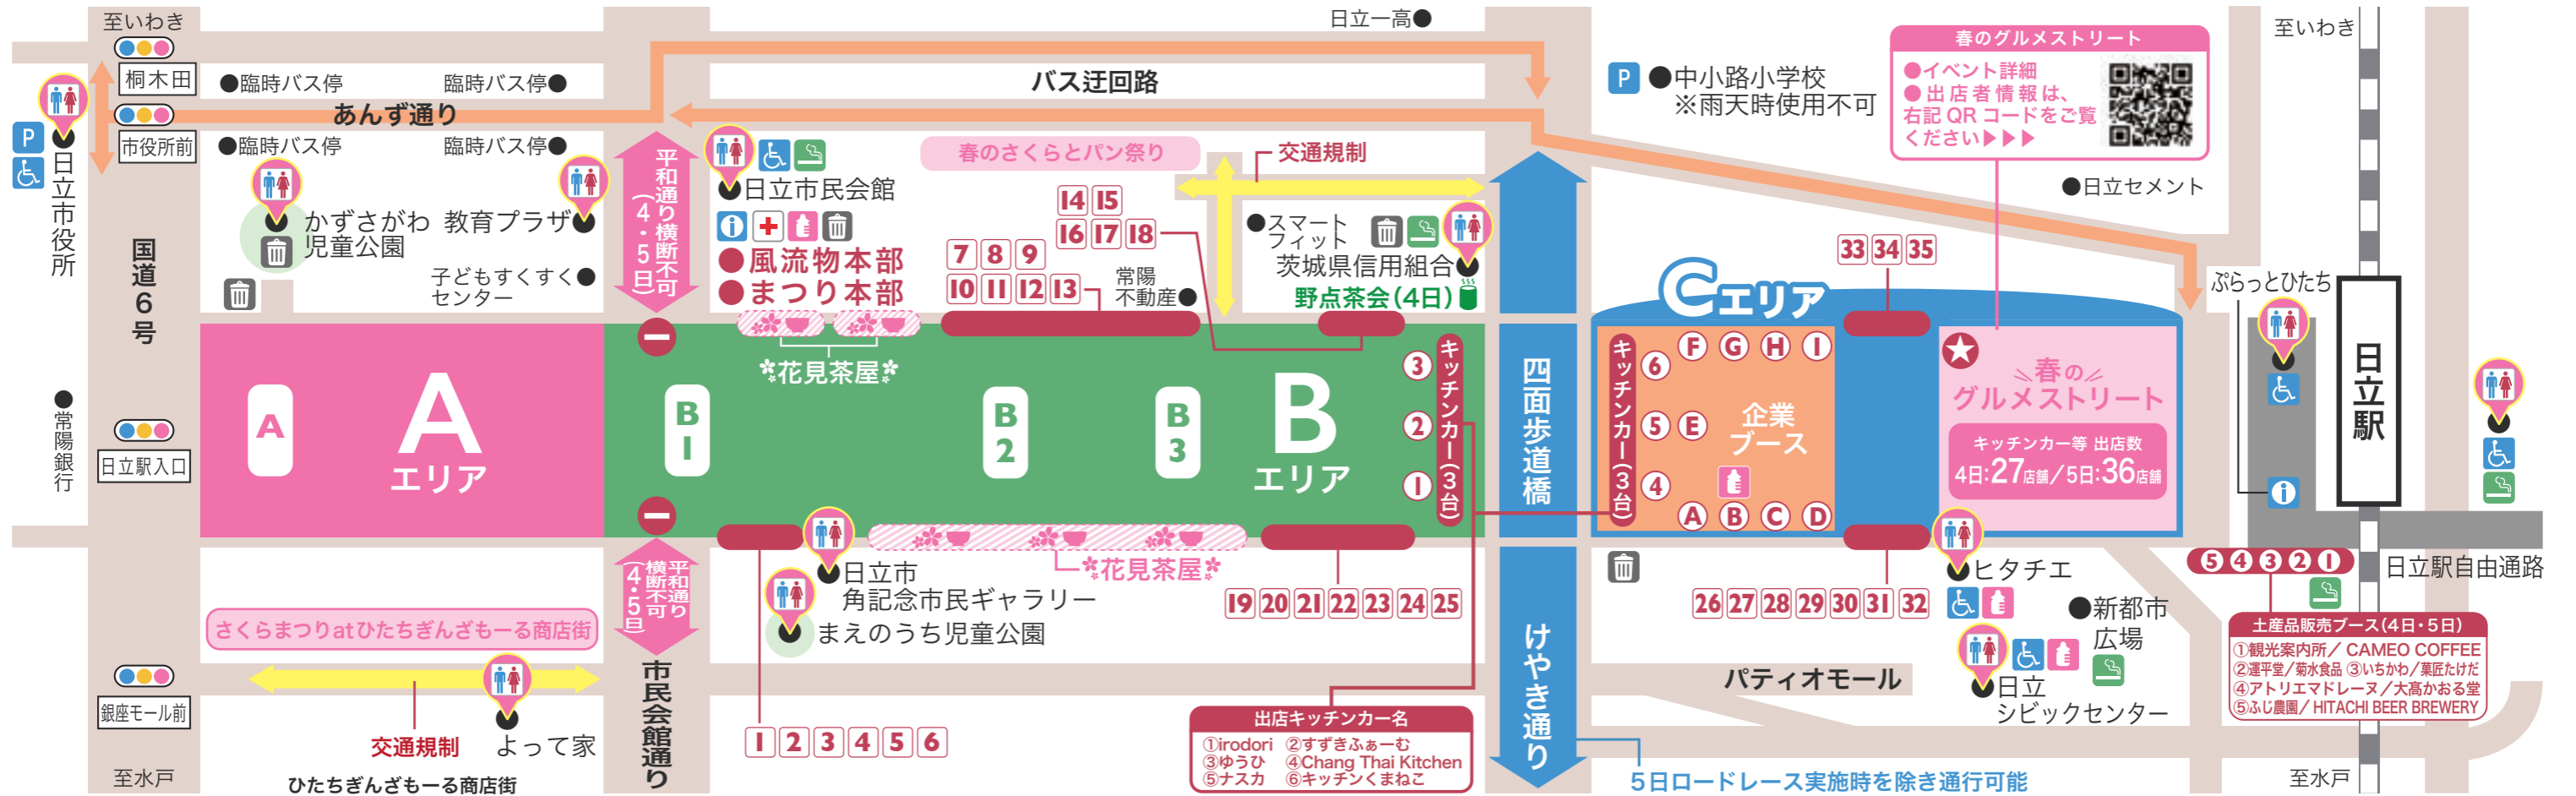 至いわき
桐木田
市役所前
P
日立市役所
国道6号
常陽銀行
日立駅入口
銀座モール前
至水戸
●臨時バス停
臨時バス停●
あんず通り
●臨時バス停
臨時バス停●
かずさがわ
児童公園
教育プラザ
子どもすくすく●
センター
A
A
エリア
さくらまつりatひたちぎんざもーる商店街
交通規制
よって家
ひたちぎんざもーる商店街
平和通り横断不可
(4・5日)
平和通り
横断不可
(4・5日)
市民会館通り
日立一高●
バス迂回路
日立市民会館
●風流物本部
●まつり本部
春のさくらとパン祭り
交通規制
14 15
16 17 18
7 8 9
10 11 12 13
常陽
不動産●
●スマート
フィット
茨城県信用組合
野点茶会(4日)
花見茶屋
B1
B2
B3
B
エリア
3
2
1
キッチンカー(3台)
花見茶屋
日立市
角記念市民ギャラリー
まえのうち児童公園
1 2 3 4 5 6
19 20 21 22 23 24 25
出店キッチンカー名
①irodori ②すずきふぁーむ
③ゆうひ ④Chang Thai Kitchen
⑤ナスカ ⑥キッチンくまねこ
四面歩道橋
けやき通り
5日ロードレース実施時を除き通行可能
P ●中小路小学校
※雨天時使用不可
春のグルメストリート
●イベント詳細
●出店者情報は、
右記QRコードをご覧
ください▶▶▶
●日立セメント
33 34 35
Cエリア
キッチンカー(3台)
6
5
4
F G H I
E
企業
ブース
A B C D
春の
グルメストリート
キッチンカー等 出店数
4日:27店舗/5日:36店舗
26 27 28 29 30 31 32
ヒタチエ
●新都市
広場
パティオモール
日立
シビックセンター
至いわき
ぷらっとひたち
日立駅
日立駅自由通路
5 4 3 2 1
土産品販売ブース(4日・5日)
①観光案内所/CAMEO COFFEE
②運平堂/菊水食品 ③いちかわ/菓匠たけだ
④アトリエマドレーヌ/大髙かおる堂
⑤ふじ農園/HITACHI BEER BREWERY
至水戸